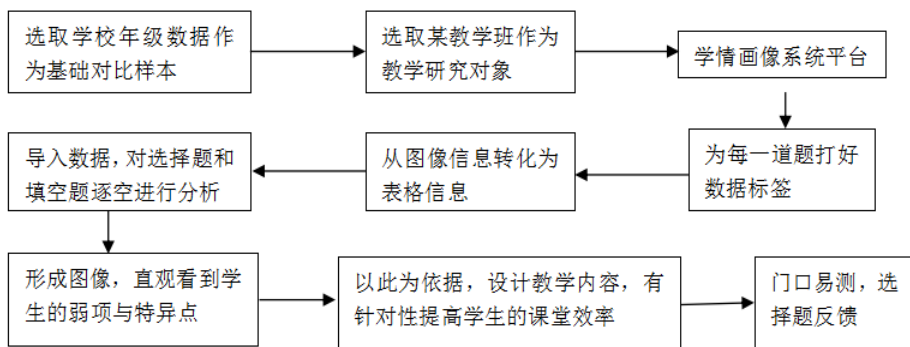 选取学校年级数据作
为基础对比样本
选取某教学班作为
教学研究对象
学情画像系统平台
为每一道题打好
数据标签
从图像信息转化为
表格信息
导入数据，对选择题和
填空题逐空进行分析
形成图像，直观看到学
生的弱项与特异点
以此为依据，设计教学内容，有
针对性提高学生的课堂效率
门口易测，选
择题反馈